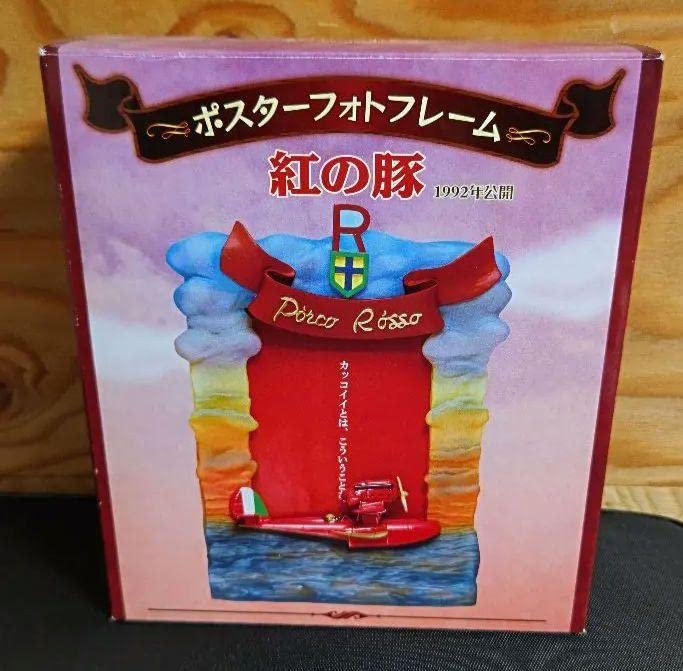 ポスターフォトフレーム
紅の豚
1992年公開
R
Porco Rosso
カッコイイとは、こういうことさ